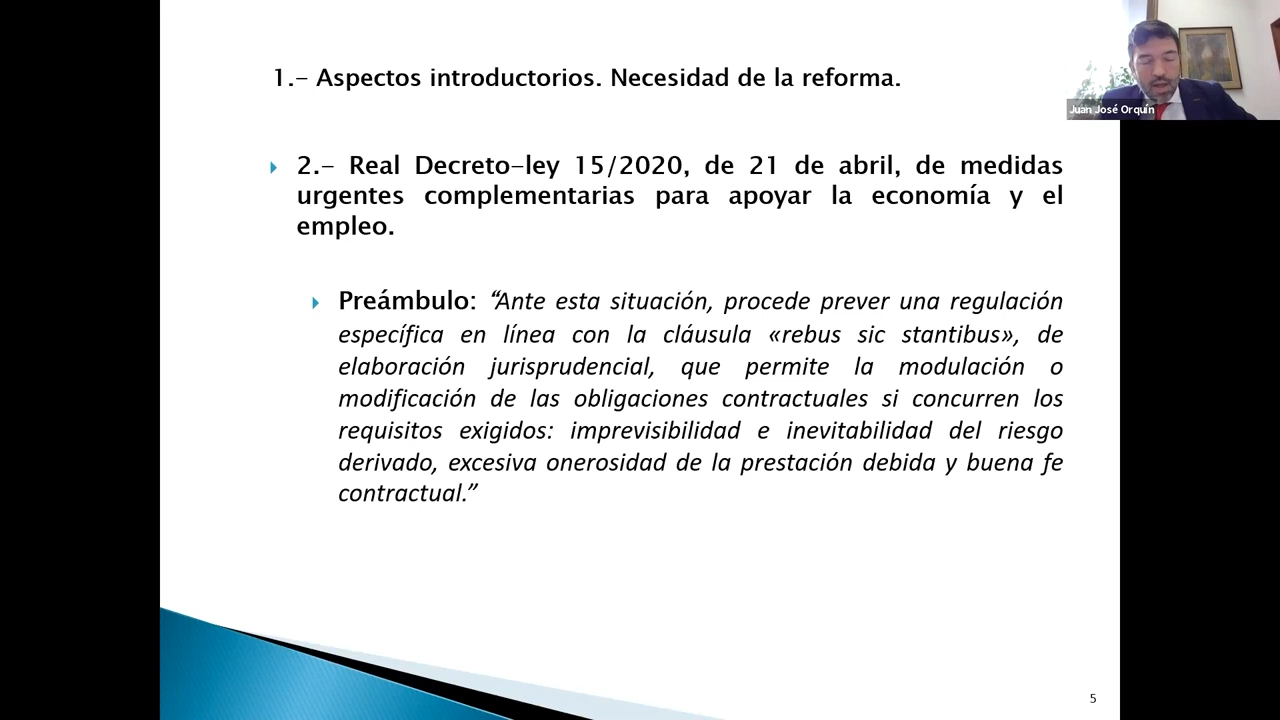 1.- Aspectos introductorios. Necesidad de la reforma.
Juan José Orquín
2.- Real Decreto-ley 15/2020, de 21 de abril, de medidas
urgentes complementarias para apoyar la economía y el
empleo.
Preámbulo: “Ante esta situación, procede prever una regulación
específica en línea con la cláusula «rebus sic stantibus», de
elaboración jurisprudencial, que permite la modulación o
modificación de las obligaciones contractuales si concurren los
requisitos exigidos: imprevisibilidad e inevitabilidad del riesgo
derivado, excesiva onerosidad de la prestación debida y buena fe
contractual.”
5